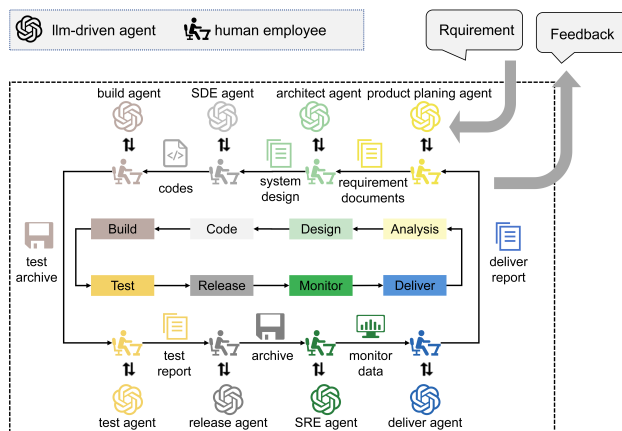 llm-driven agent
human employee
Rquirement
Feedback
build agent
SDE agent
architect agent
product planing agent
codes
system
design
requirement
documents
Build
Code
Design
Analysis
test
archive
deliver
report
Test
Release
Monitor
Deliver
test
report
archive
monitor
data
test agent
release agent
SRE agent
deliver agent